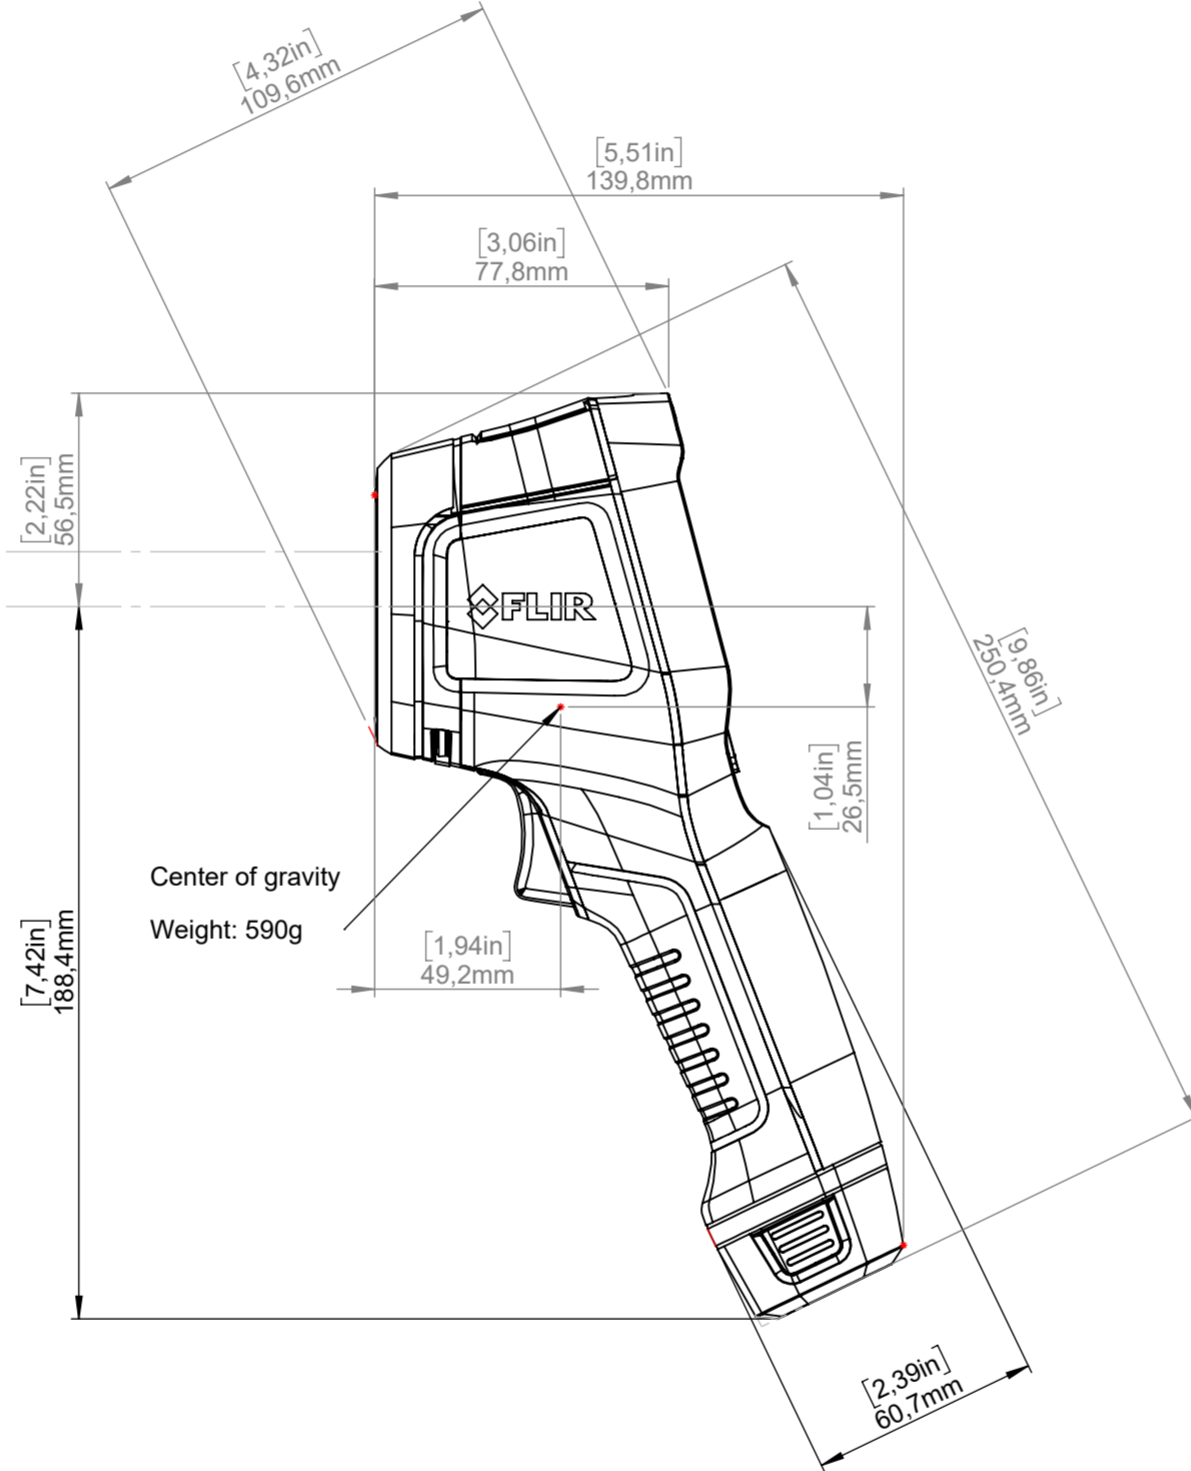 [4,32in]
109,6mm
[5,51in]
139,8mm
[3,06in]
77,8mm
[2,22in]
56,5mm
FLIR
[9,86in]
250,4mm
[1,04in]
26,5mm
Center of gravity
Weight: 590g
[1,94in]
49,2mm
[7,42in]
188,4mm
[2,39in]
60,7mm